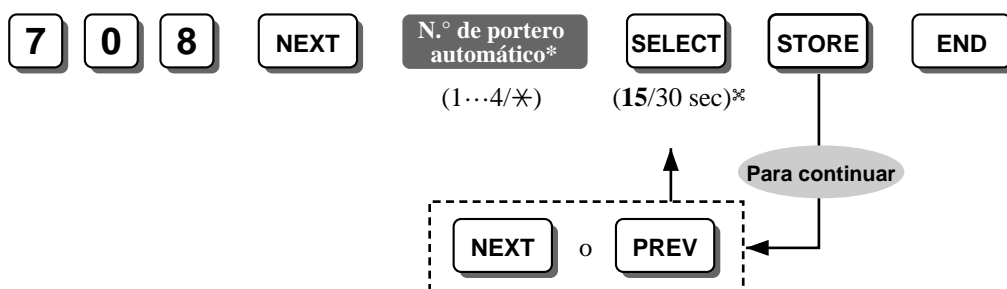 7 0 8 NEXT N.° de portero automático* SELECT STORE END
(1···4/✳) (15/30 sec)⌘
Para continuar
NEXT o PREV